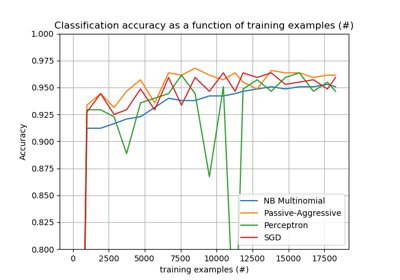 Classification accuracy as a function of training examples (#)
1.000
0.975
0.950
0.925
0.900
0.875
0.850
0.825
0.800
Accuracy
NB Multinomial
Passive-Aggressive
Perceptron
SGD
0 2500 5000 7500 10000 12500 15000 17500
training examples (#)